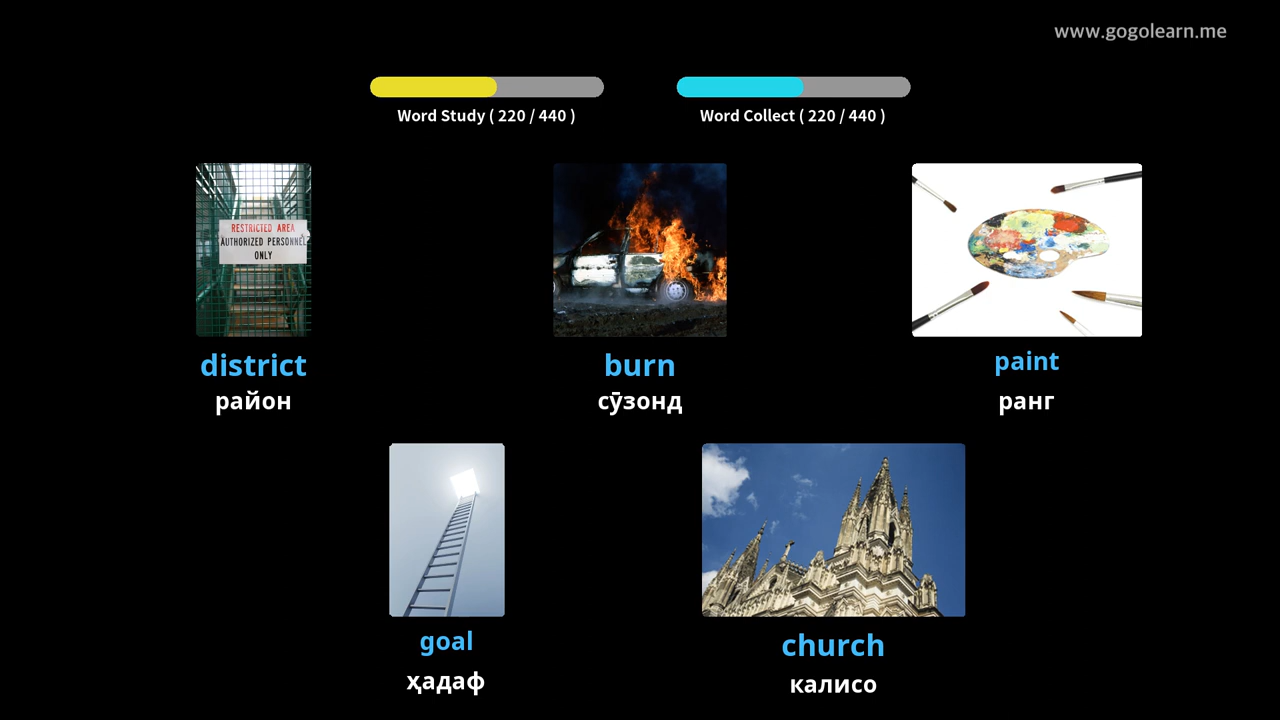 www.gogolearn.me
Word Study ( 220 / 440 )
Word Collect ( 220 / 440 )
RESTRICTED AREA
AUTHORIZED PERSONNEL
ONLY
district
район
burn
сӯзонд
paint
ранг
goal
ҳадаф
church
калисо